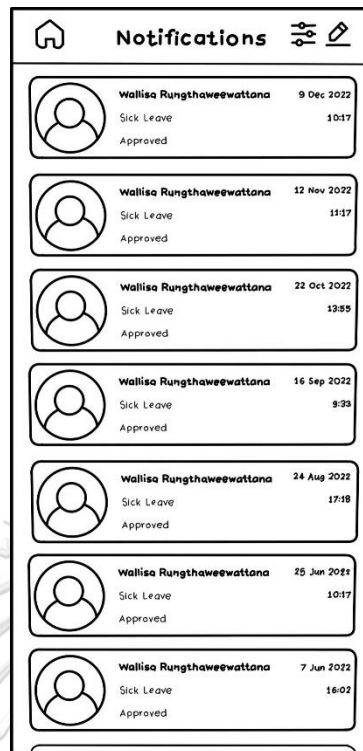 Notifications
Wallisa Rungthaweewattana 9 Dec 2022
Sick Leave 10:17
Approved
Wallisa Rungthaweewattana 12 Nov 2022
Sick Leave 11:17
Approved
Wallisa Rungthaweewattana 22 Oct 2022
Sick Leave 13:55
Approved
Wallisa Rungthaweewattana 16 Sep 2022
Sick Leave 9:33
Approved
Wallisa Rungthaweewattana 24 Aug 2022
Sick Leave 17:18
Approved
Wallisa Rungthaweewattana 25 Jun 2022
Sick Leave 10:17
Approved
Wallisa Rungthaweewattana 7 Jun 2022
Sick Leave 16:02
Approved